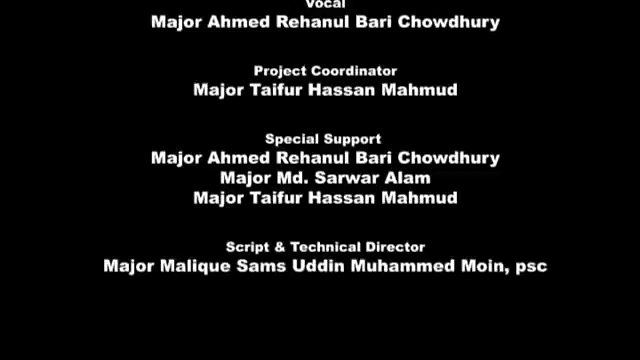 Vocal
Major Ahmed Rehanul Bari Chowdhury
Project Coordinator
Major Taifur Hassan Mahmud
Special Support
Major Ahmed Rehanul Bari Chowdhury
Major Md. Sarwar Alam
Major Taifur Hassan Mahmud
Script & Technical Director
Major Malique Sams Uddin Muhammed Moin, psc